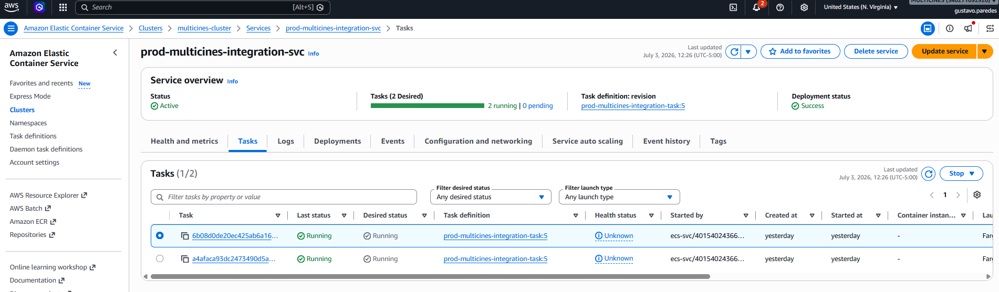 aws
Search [Alt+S]
2
United States (N. Virginia)
gustavo.paredes
Amazon Elastic Container Service
Clusters
multicines-cluster
Services
prod-multicines-integration-svc
Tasks
Amazon Elastic
Container Service
Favorites and recents New
Express Mode
Clusters
Namespaces
Task definitions
Daemon task definitions
Account settings
AWS Resource Explorer
AWS Batch
Amazon ECR
Repositories
Online learning workshop
Documentation
prod-multicines-integration-svc Info
Last updated
July 3, 2026, 12:26 (UTC-5:00)
Add to favorites
Delete service
Update service
Service overview Info
Status
Active
Tasks (2 Desired)
2 running | 0 pending
Task definition: revision
prod-multicines-integration-task:5
Deployment status
Success
Health and metrics
Tasks
Logs
Deployments
Events
Configuration and networking
Service auto scaling
Event history
Tags
Tasks (1/2)
Last updated
July 3, 2026, 12:26 (UTC-5:00)
Stop
Filter tasks by property or value
Filter desired status
Any desired status
Filter launch type
Any launch type
1
Task Last status Desired status Task definition Health status Started by Created at Started at Container instan... Lau
6b08d0de20ec425ab6a16... Running Running prod-multicines-integration-task:5 Unknown ecs-svc/40154024366... yesterday yesterday - Farg
a4afaca93dc2473490d5a... Running Running prod-multicines-integration-task:5 Unknown ecs-svc/40154024366... yesterday yesterday - Farg